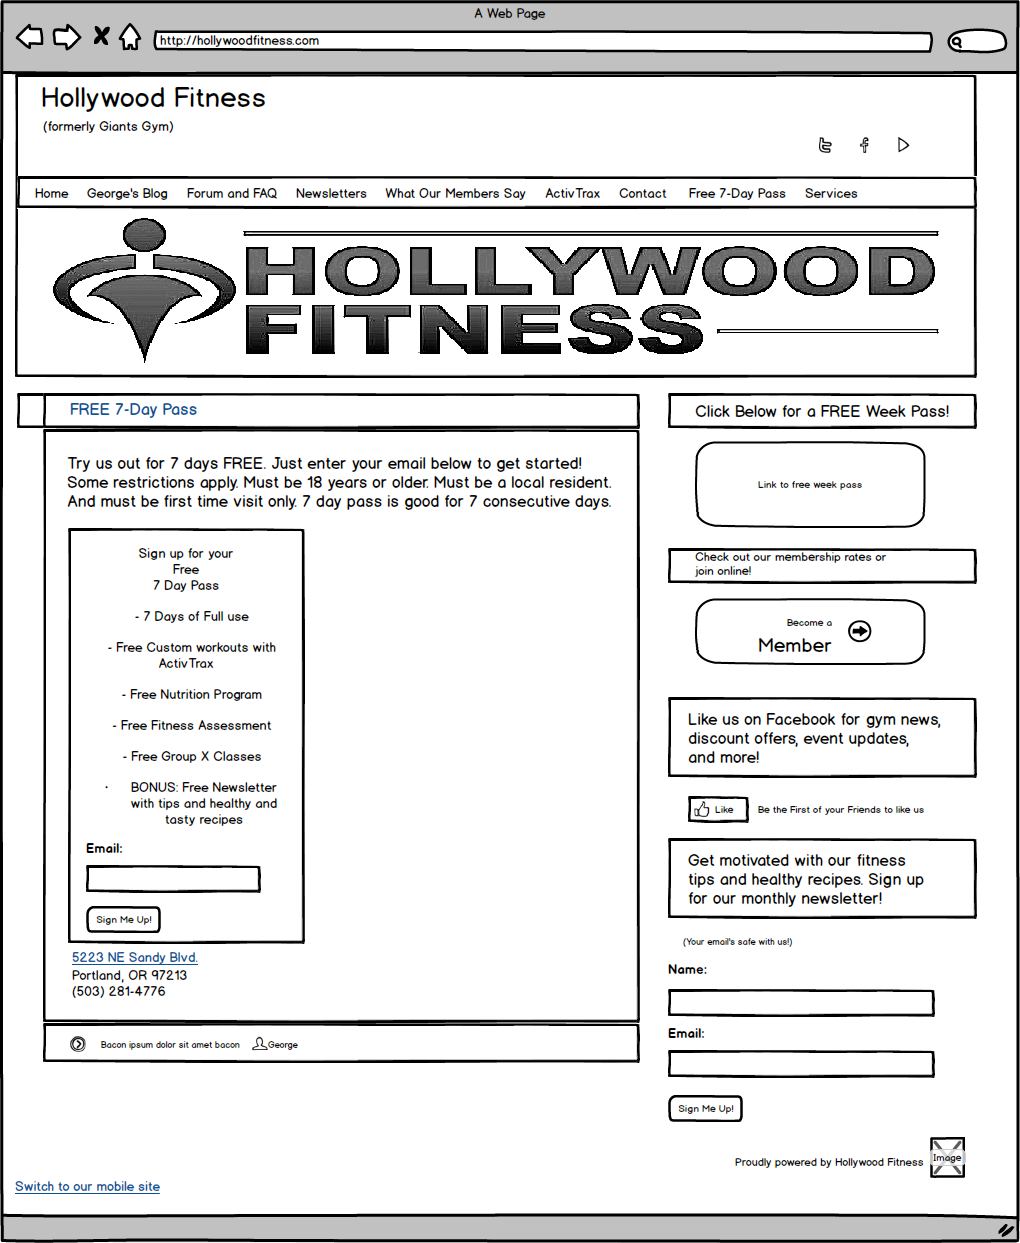 A Web Page
http://hollywoodfitness.com
Hollywood Fitness
(formerly Giants Gym)
Home George's Blog Forum and FAQ Newsletters What Our Members Say ActivTrax Contact Free 7-Day Pass Services
HOLLYWOOD
FITNESS
FREE 7-Day Pass
Try us out for 7 days FREE. Just enter your email below to get started!
Some restrictions apply. Must be 18 years or older. Must be a local resident.
And must be first time visit only. 7 day pass is good for 7 consecutive days.
Sign up for your
Free
7 Day Pass
- 7 Days of Full use
- Free Custom workouts with
ActivTrax
- Free Nutrition Program
- Free Fitness Assessment
- Free Group X Classes
· BONUS: Free Newsletter
with tips and healthy and
tasty recipes
Email:
Sign Me Up!
5223 NE Sandy Blvd.
Portland, OR 97213
(503) 281-4776
Bacon ipsum dolor sit amet bacon George
Click Below for a FREE Week Pass!
Link to free week pass
Check out our membership rates or
join online!
Become a
Member
Like us on Facebook for gym news,
discount offers, event updates,
and more!
Like Be the First of your Friends to like us
Get motivated with our fitness
tips and healthy recipes. Sign up
for our monthly newsletter!
(Your email's safe with us!)
Name:
Email:
Sign Me Up!
Proudly powered by Hollywood Fitness
Image
Switch to our mobile site